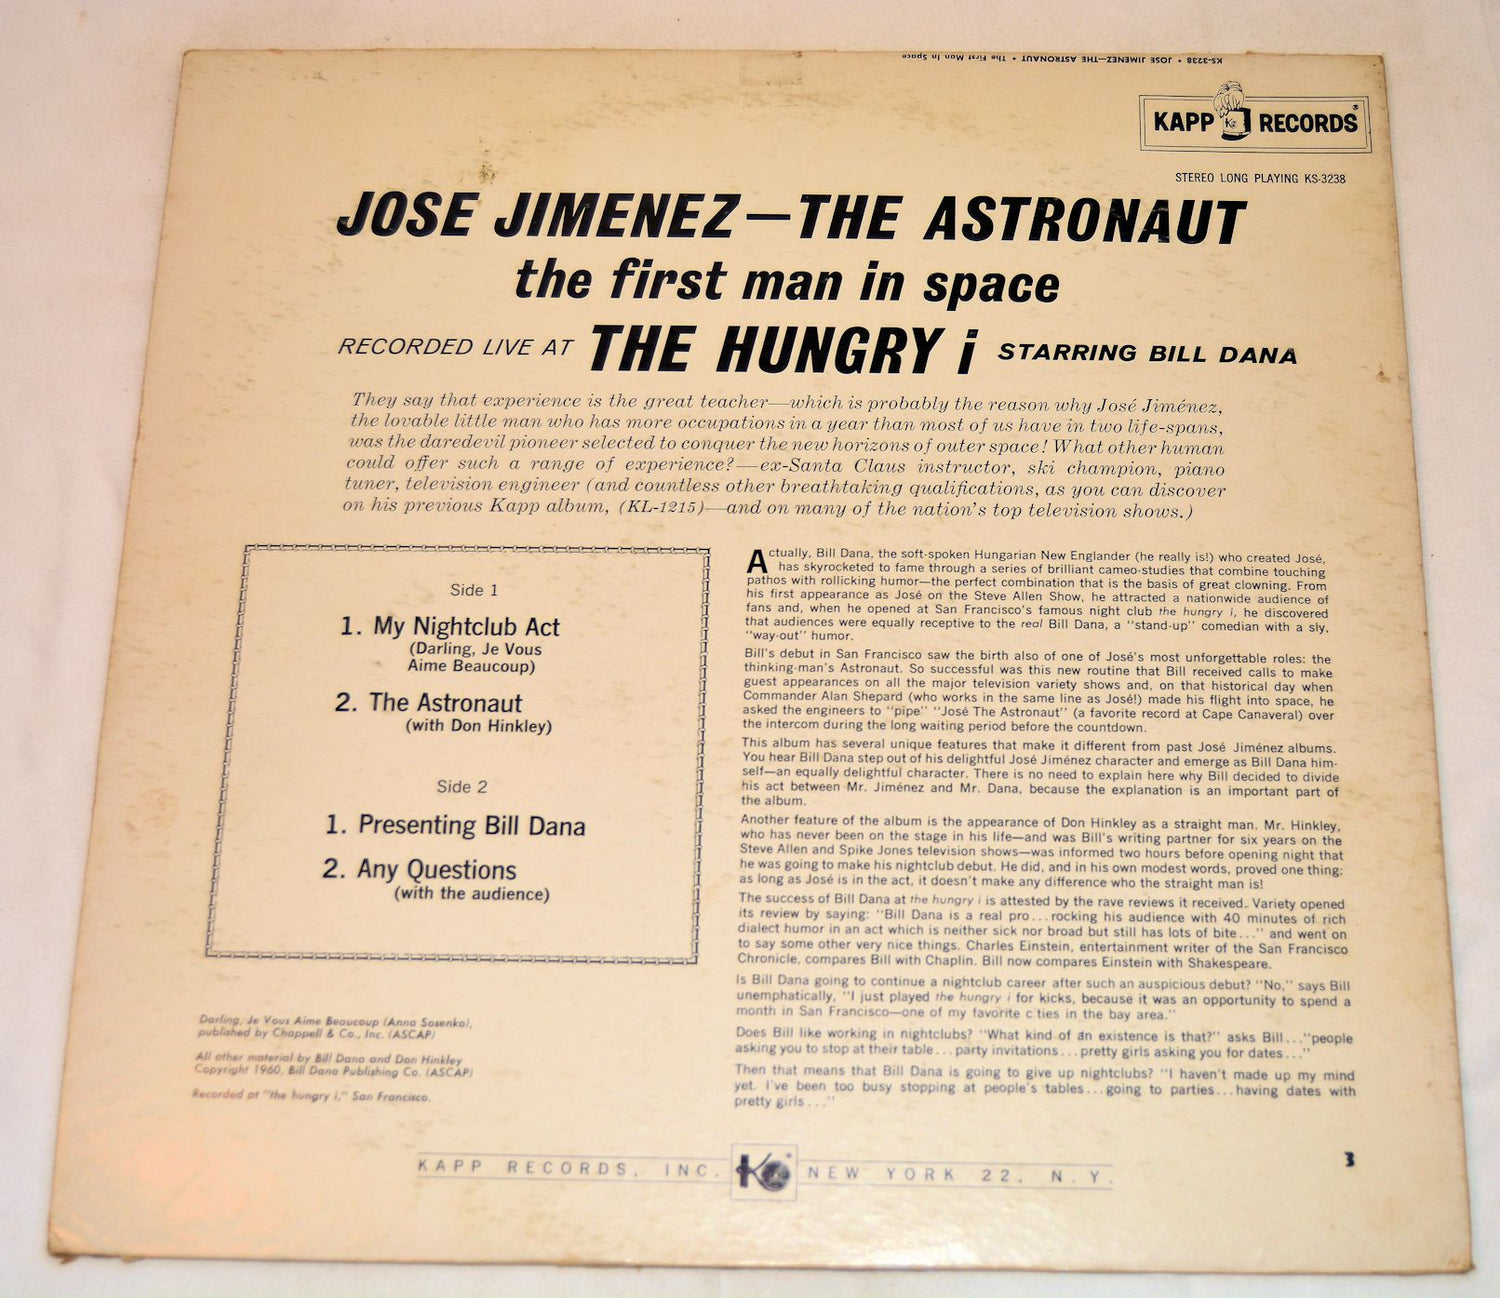 KS-3238 • JOSE JIMENEZ—THE ASTRONAUT • The First Man In Space
KAPP RECORDS®
STEREO LONG PLAYING KS-3238
JOSE JIMENEZ—THE ASTRONAUT
the first man in space
RECORDED LIVE AT THE HUNGRY i STARRING BILL DANA
They say that experience is the great teacher—which is probably the reason why José Jiménez,
the lovable little man who has more occupations in a year than most of us have in two life-spans,
was the daredevil pioneer selected to conquer the new horizons of outer space! What other human
could offer such a range of experience?—ex-Santa Claus instructor, ski champion, piano
tuner, television engineer (and countless other breathtaking qualifications, as you can discover
on his previous Kapp album, (KL-1215)—and on many of the nation's top television shows.)
Side 1
1. My Nightclub Act
(Darling, Je Vous
Aime Beaucoup)
2. The Astronaut
(with Don Hinkley)
Side 2
1. Presenting Bill Dana
2. Any Questions
(with the audience)
Darling, Je Vous Aime Beaucoup (Anna Sosenko),
published by Chappell & Co., Inc. (ASCAP)
All other material by Bill Dana and Don Hinkley
Copyright 1960, Bill Dana Publishing Co. (ASCAP)
Recorded at "the hungry i," San Francisco.
Actually, Bill Dana, the soft-spoken Hungarian New Englander (he really is!) who created José,
has skyrocketed to fame through a series of brilliant cameo-studies that combine touching
pathos with rollicking humor—the perfect combination that is the basis of great clowning. From
his first appearance as José on the Steve Allen Show, he attracted a nationwide audience of
fans and, when he opened at San Francisco's famous night club the hungry i, he discovered
that audiences were equally receptive to the real Bill Dana, a "stand-up" comedian with a sly,
"way-out" humor.
Bill's debut in San Francisco saw the birth also of one of José's most unforgettable roles: the
thinking-man's Astronaut. So successful was this new routine that Bill received calls to make
guest appearances on all the major television variety shows and, on that historical day when
Commander Alan Shepard (who works in the same line as José!) made his flight into space, he
asked the engineers to "pipe" "José The Astronaut" (a favorite record at Cape Canaveral) over
the intercom during the long waiting period before the countdown.
This album has several unique features that make it different from past José Jiménez albums.
You hear Bill Dana step out of his delightful José Jiménez character and emerge as Bill Dana him-
self—an equally delightful character. There is no need to explain here why Bill decided to divide
his act between Mr. Jiménez and Mr. Dana, because the explanation is an important part of
the album.
Another feature of the album is the appearance of Don Hinkley as a straight man. Mr. Hinkley,
who has never been on the stage in his life—and was Bill's writing partner for six years on the
Steve Allen and Spike Jones television shows—was informed two hours before opening night that
he was going to make his nightclub debut. He did, and in his own modest words, proved one thing:
as long as José is in the act, it doesn't make any difference who the straight man is!
The success of Bill Dana at the hungry i is attested by the rave reviews it received. Variety opened
its review by saying: "Bill Dana is a real pro...rocking his audience with 40 minutes of rich
dialect humor in an act which is neither sick nor broad but still has lots of bite..." and went on
to say some other very nice things. Charles Einstein, entertainment writer of the San Francisco
Chronicle, compares Bill with Chaplin. Bill now compares Einstein with Shakespeare.
Is Bill Dana going to continue a nightclub career after such an auspicious debut? "No," says Bill
unemphatically, "I just played the hungry i for kicks, because it was an opportunity to spend a
month in San Francisco—one of my favorite c ties in the bay area."
Does Bill like working in nightclubs? "What kind of an existence is that?" asks Bill..."people
asking you to stop at their table...party invitations...pretty girls asking you for dates..."
Then that means that Bill Dana is going to give up nightclubs? "I haven't made up my mind
yet. I've been too busy stopping at people's tables...going to parties...having dates with
pretty girls..."
KAPP RECORDS, INC. K NEW YORK 22, N.Y.
3